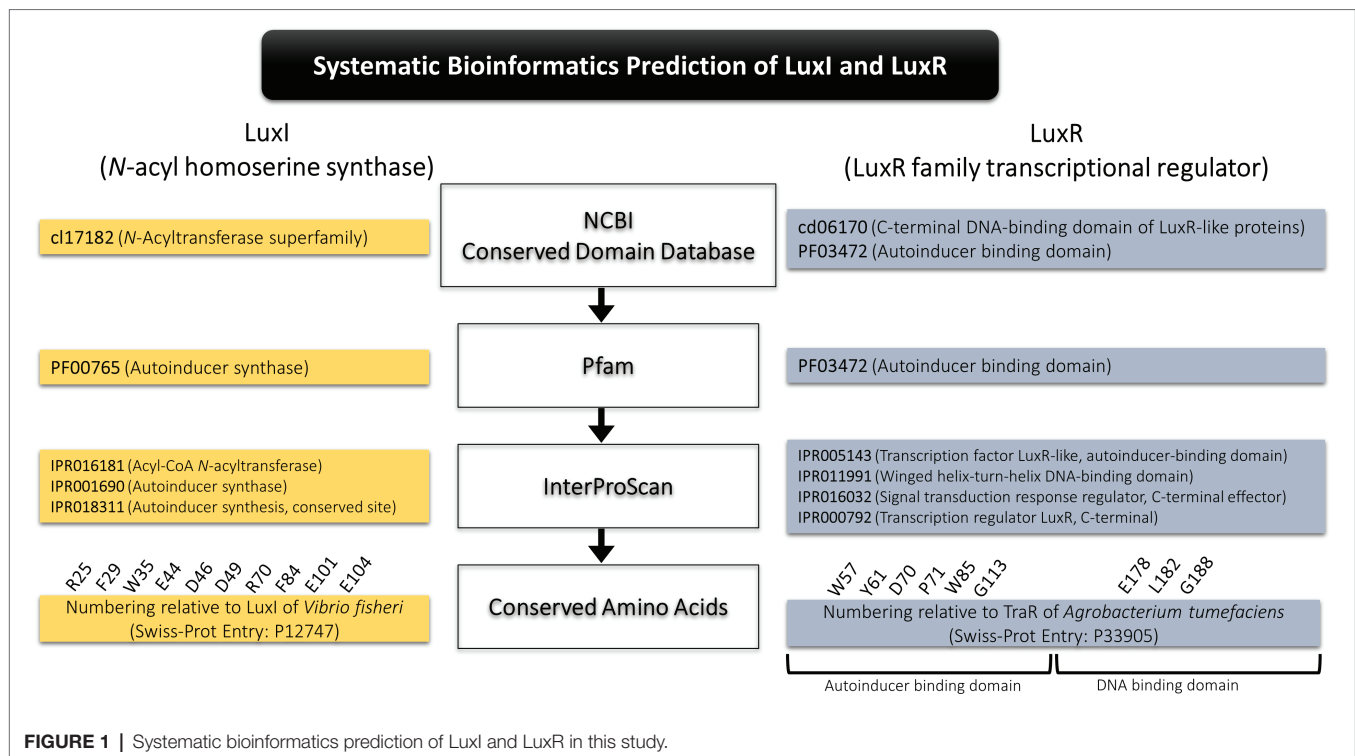 Systematic Bioinformatics Prediction of LuxI and LuxR
LuxI
(N-acyl homoserine synthase)
LuxR
(LuxR family transcriptional regulator)
cl17182 (N-Acyltransferase superfamily)
NCBI
Conserved Domain Database
cd06170 (C-terminal DNA-binding domain of LuxR-like proteins)
PF03472 (Autoinducer binding domain)
PF00765 (Autoinducer synthase)
Pfam
PF03472 (Autoinducer binding domain)
IPR016181 (Acyl-CoA N-acyltransferase)
IPR001690 (Autoinducer synthase)
IPR018311 (Autoinducer synthesis, conserved site)
InterProScan
IPR005143 (Transcription factor LuxR-like, autoinducer-binding domain)
IPR011991 (Winged helix-turn-helix DNA-binding domain)
IPR016032 (Signal transduction response regulator, C-terminal effector)
IPR000792 (Transcription regulator LuxR, C-terminal)
R25 F29 W35 E44 D46 D49 R70 F84 E101 E104
Numbering relative to LuxI of Vibrio fisheri
(Swiss-Prot Entry: P12747)
Conserved Amino Acids
W57 Y61 D70 P71 W85 G113 E178 L182 G188
Numbering relative to TraR of Agrobacterium tumefaciens
(Swiss-Prot Entry: P33905)
Autoinducer binding domain
DNA binding domain
FIGURE 1 | Systematic bioinformatics prediction of LuxI and LuxR in this study.